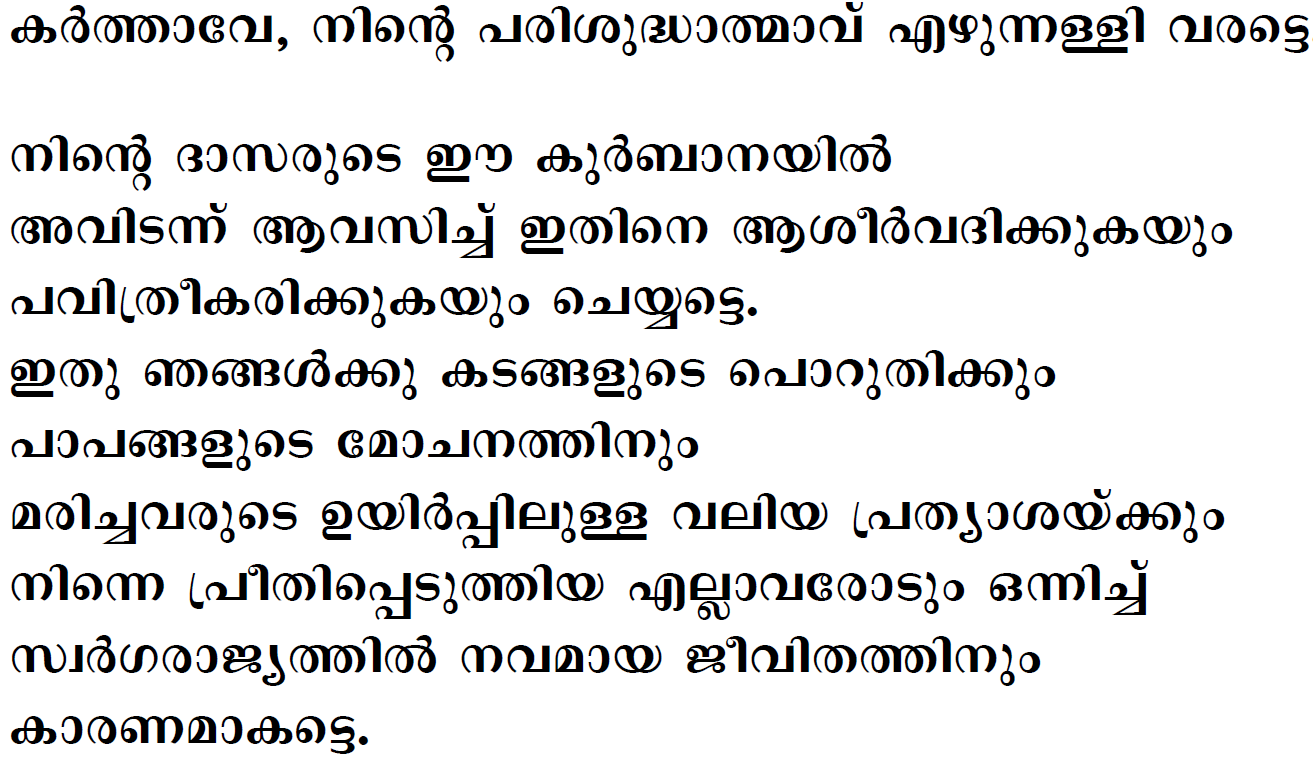 കർത്താവേ, നിന്റെ പരിശുദ്ധാത്മാവ് എഴുന്നള്ളി വരട്ടെ
നിന്റെ ദാസരുടെ ഈ കുർബാനയിൽ
അവിടന്ന് ആവസിച്ച് ഇതിനെ ആശീർവദിക്കുകയും
പവിത്രീകരിക്കുകയും ചെയ്യട്ടെ.
ഇതു ഞങ്ങൾക്കു കടങ്ങളുടെ പൊറുതിക്കും
പാപങ്ങളുടെ മോചനത്തിനും
മരിച്ചവരുടെ ഉയിർപ്പിലുള്ള വലിയ പ്രത്യാശയ്ക്കും
നിന്നെ പ്രീതിപ്പെടുത്തിയ എല്ലാവരോടും ഒന്നിച്ച്
സ്വർഗരാജ്യത്തിൽ നവമായ ജീവിതത്തിനും
കാരണമാകട്ടെ.